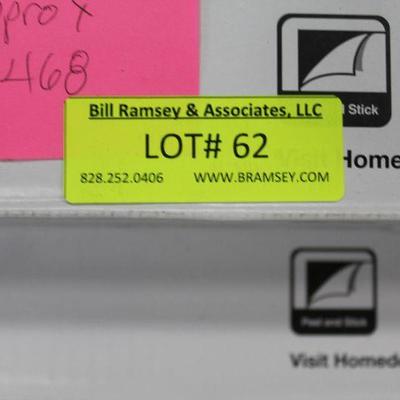 468
Bill Ramsey & Associates, LLC
LOT# 62
828.252.0406 WWW.BRAMSEY.COM
Stick
Visit Home
Peel and Stick
Visit Homed